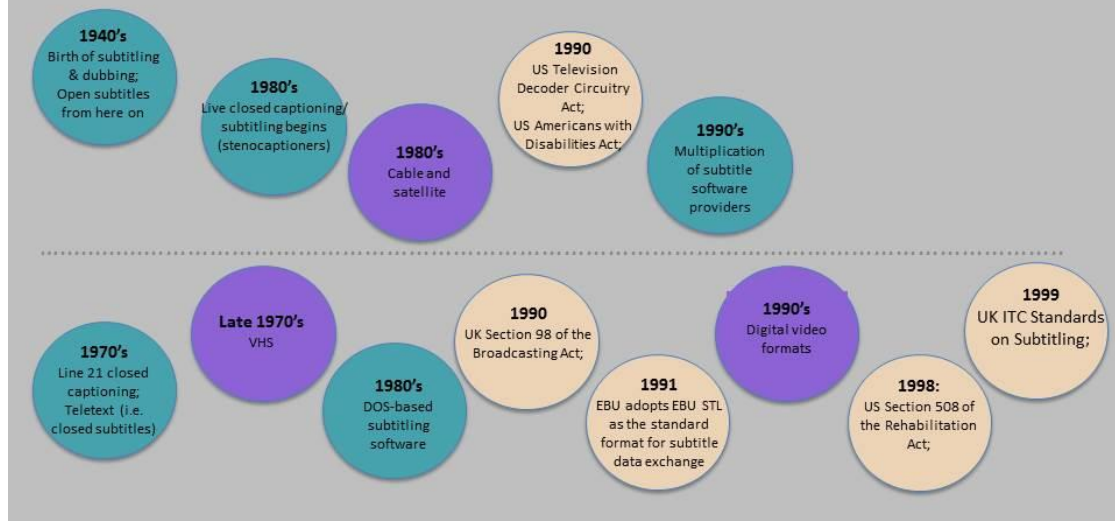 1940’s
Birth of subtitling
& dubbing;
Open subtitles
from here on
1980’s
Live closed captioning/
subtitling begins
(stenocaptioners)
1980’s
Cable and
satellite
1990
US Television
Decoder Circuitry
Act;
US Americans with
Disabilities Act;
1990’s
Multiplication
of subtitle
software
providers
1970’s
Line 21 closed
captioning;
Teletext (i.e.
closed subtitles)
Late 1970’s
VHS
1980’s
DOS-based
subtitling
software
1990
UK Section 98 of the
Broadcasting Act;
1991
EBU adopts EBU STL
as the standard
format for subtitle
data exchange
1990’s
Digital video
formats
1998:
US Section 508 of
the Rehabilitation
Act;
1999
UK ITC Standards
on Subtitling;